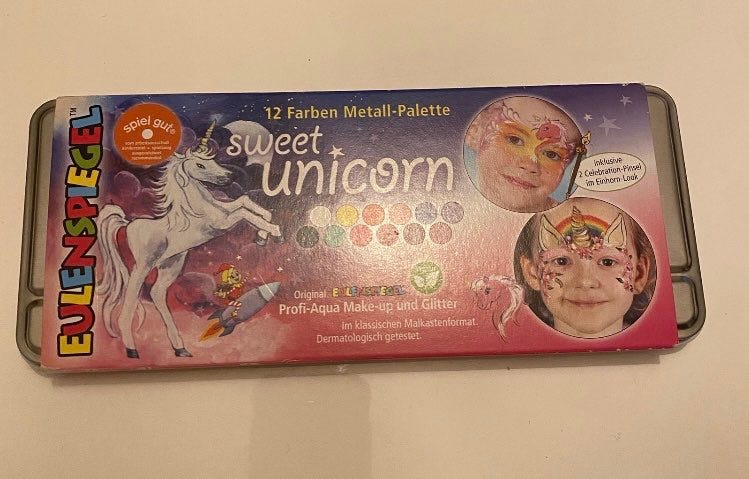 EULENSPIEGEL™
spiel gut®
12 Farben Metall-Palette
sweet
unicorn
inklusive
2 Celebration-Pinsel
im Einhorn-Look
Original EULENSPIEGEL
Profi-Aqua Make-up und Glitter
Im klassischen Malkastenformat.
Dermatologisch getestet.